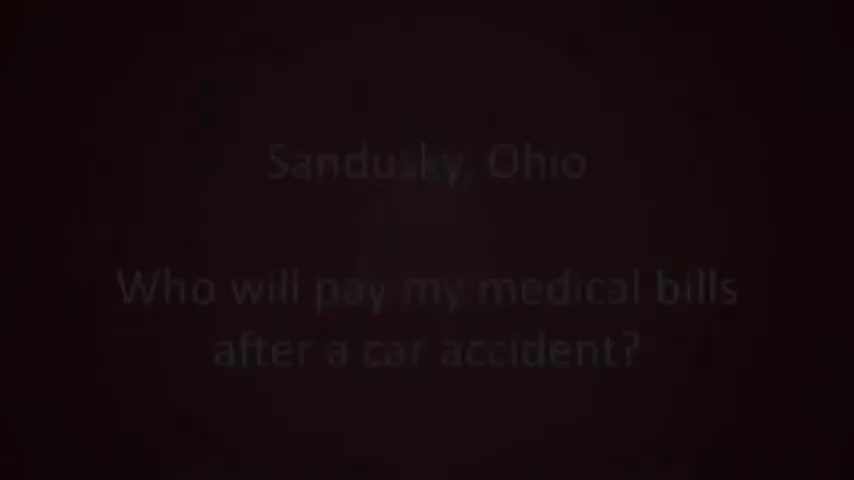 Sandusky, Ohio
Who will pay my medical bills
after a car accident?